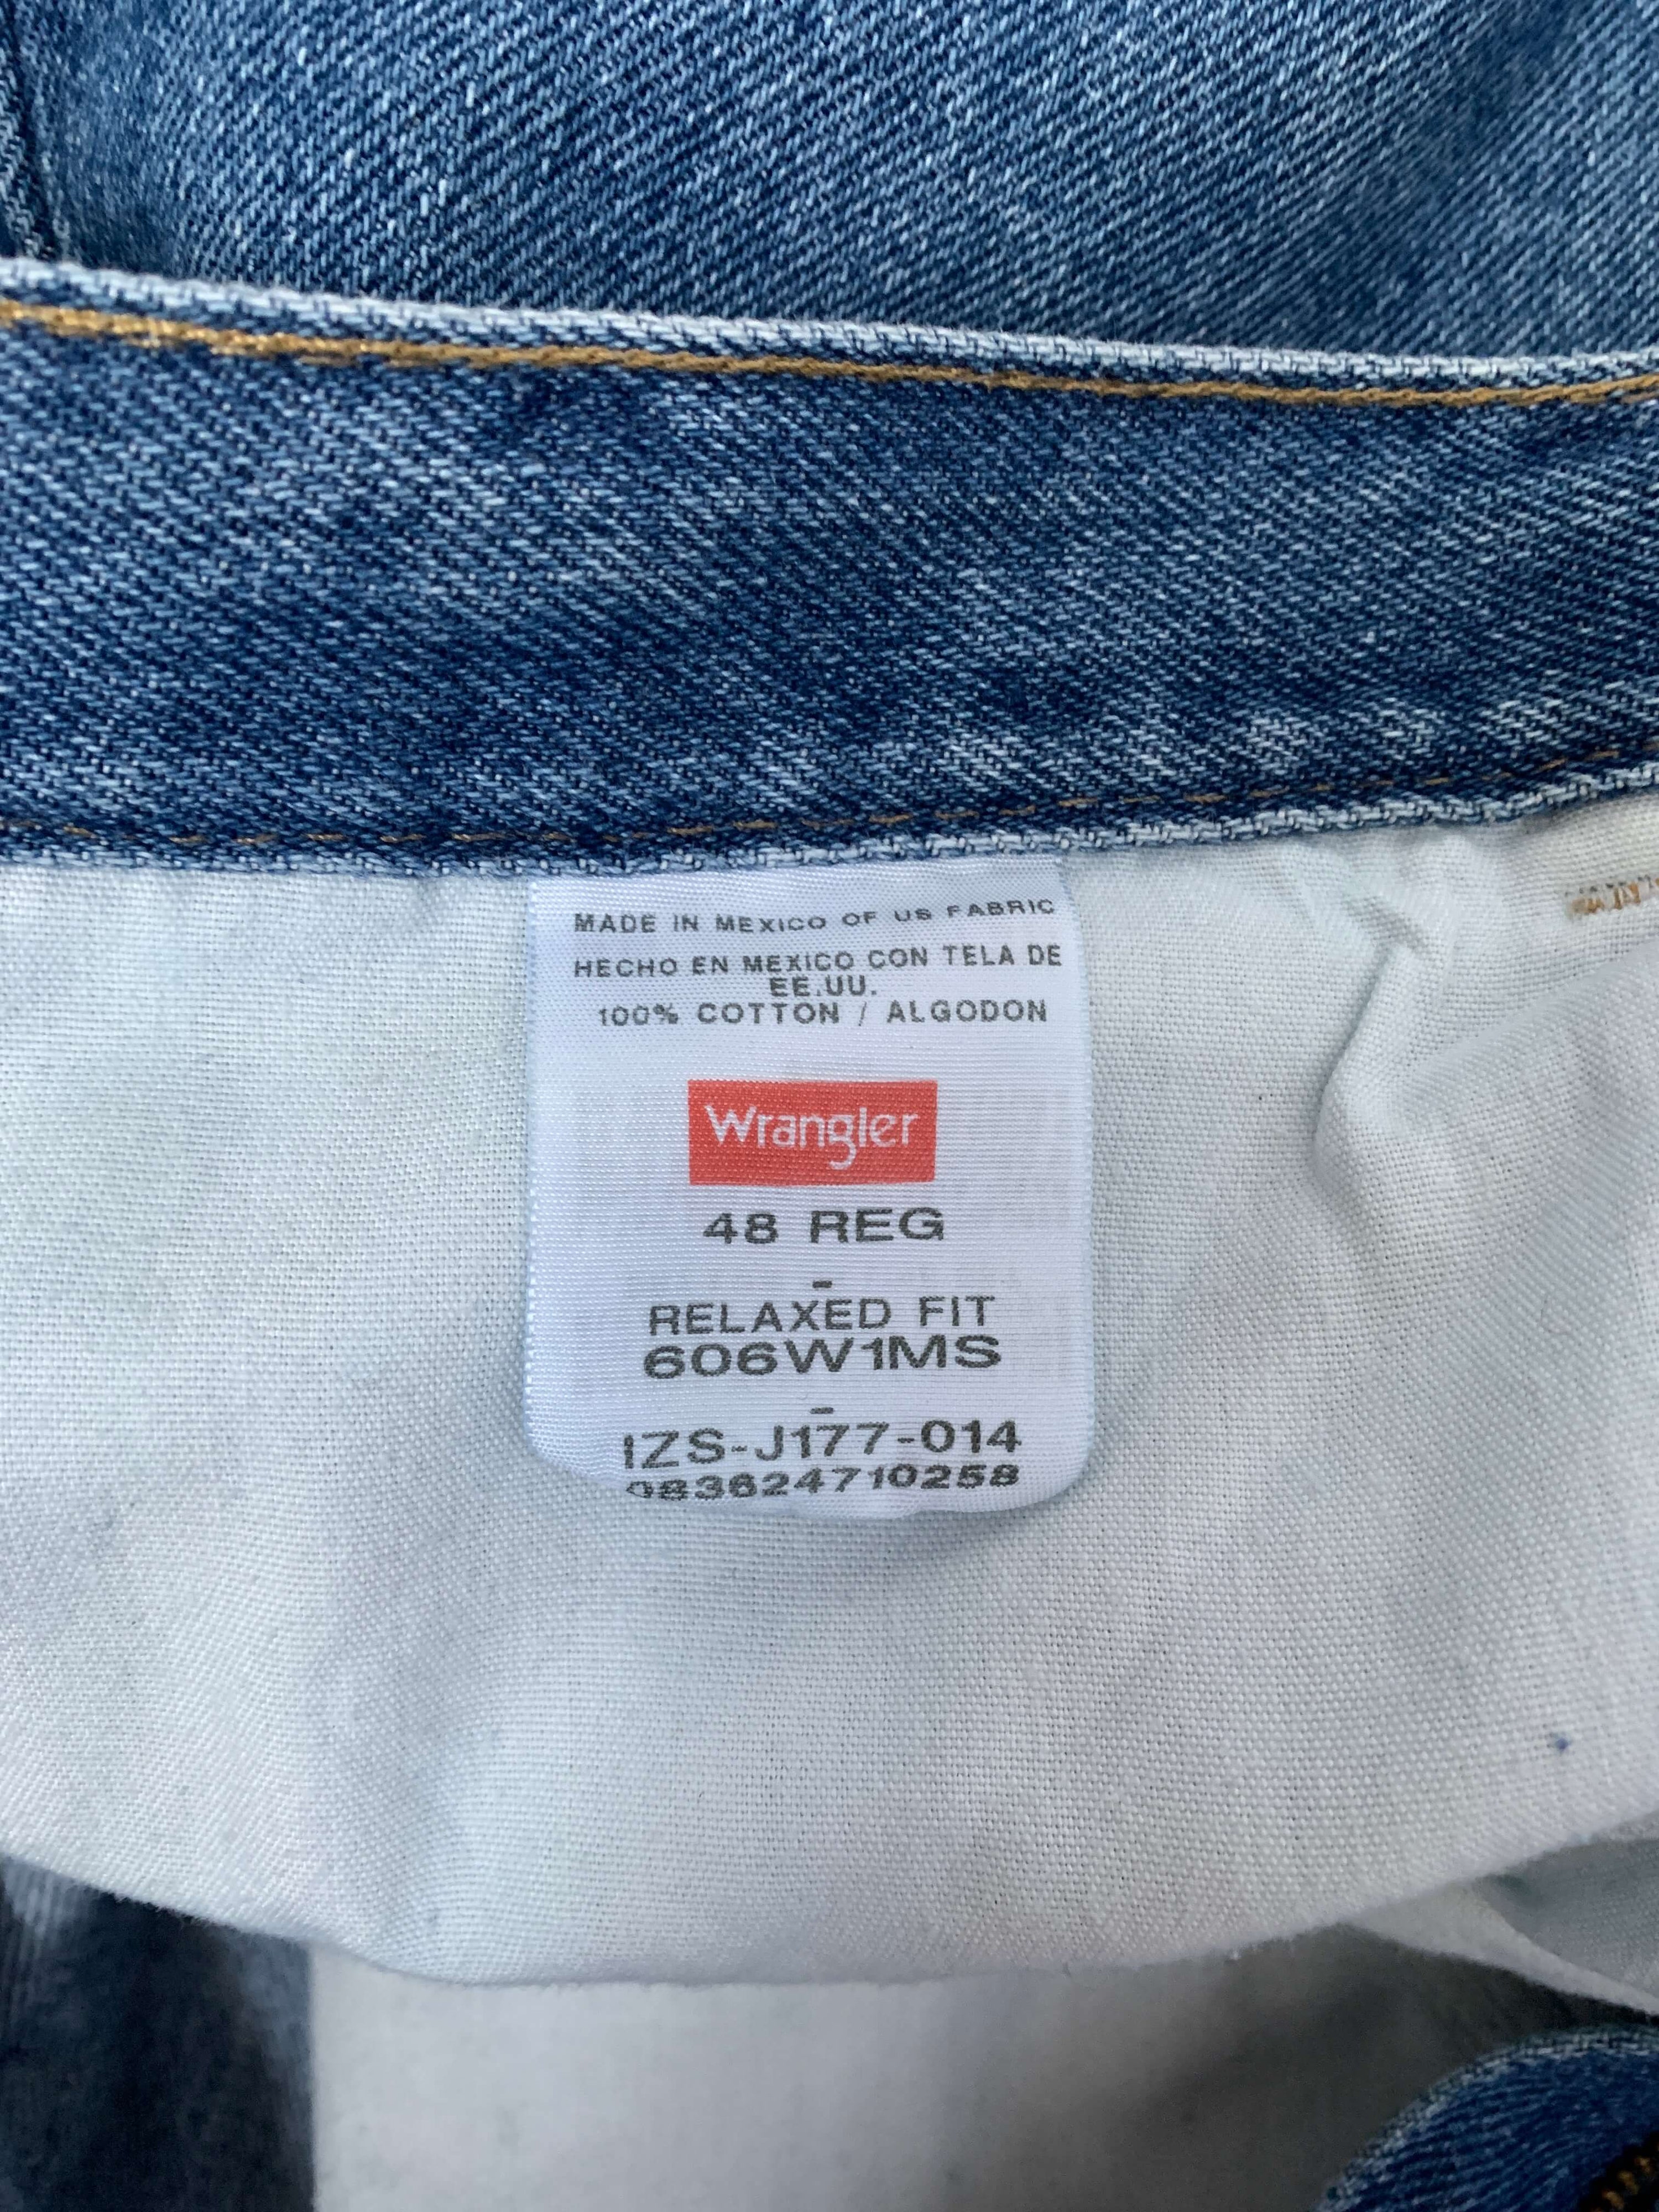 MADE IN MEXICO OF US FABRIC
HECHO EN MEXICO CON TELA DE
EE.UU.
100% COTTON / ALGODON
Wrangler
48 REG
-
RELAXED FIT
606W1MS
-
IZS-J177-014
083624710258